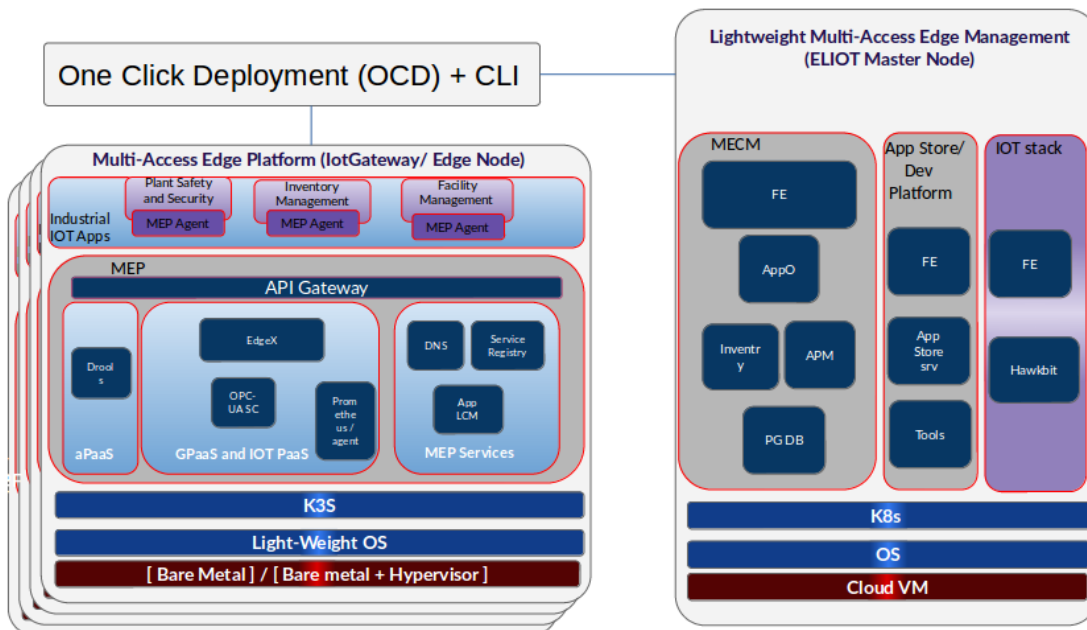 Lightweight Multi-Access Edge Management
(ELIOT Master Node)
One Click Deployment (OCD) + CLI
Multi-Access Edge Platform (IotGateway/ Edge Node)
Plant Safety
and Security
MEP Agent
Inventory
Management
MEP Agent
Facility
Management
MEP Agent
Industrial
IOT Apps
MEP
API Gateway
Drool
s
aPaaS
EdgeX
OPC-
UA SC
Prom
ethe
us /
agent
GPaaS and IOT PaaS
DNS
Service
Registry
App
LCM
MEP Services
K3S
Light-Weight OS
[ Bare Metal ] / [ Bare metal + Hypervisor ]
MECM
FE
AppO
Inventr
y
APM
PG DB
App Store/
Dev
Platform
FE
App
Store
srv
Tools
IOT stack
FE
Hawkbit
K8s
OS
Cloud VM